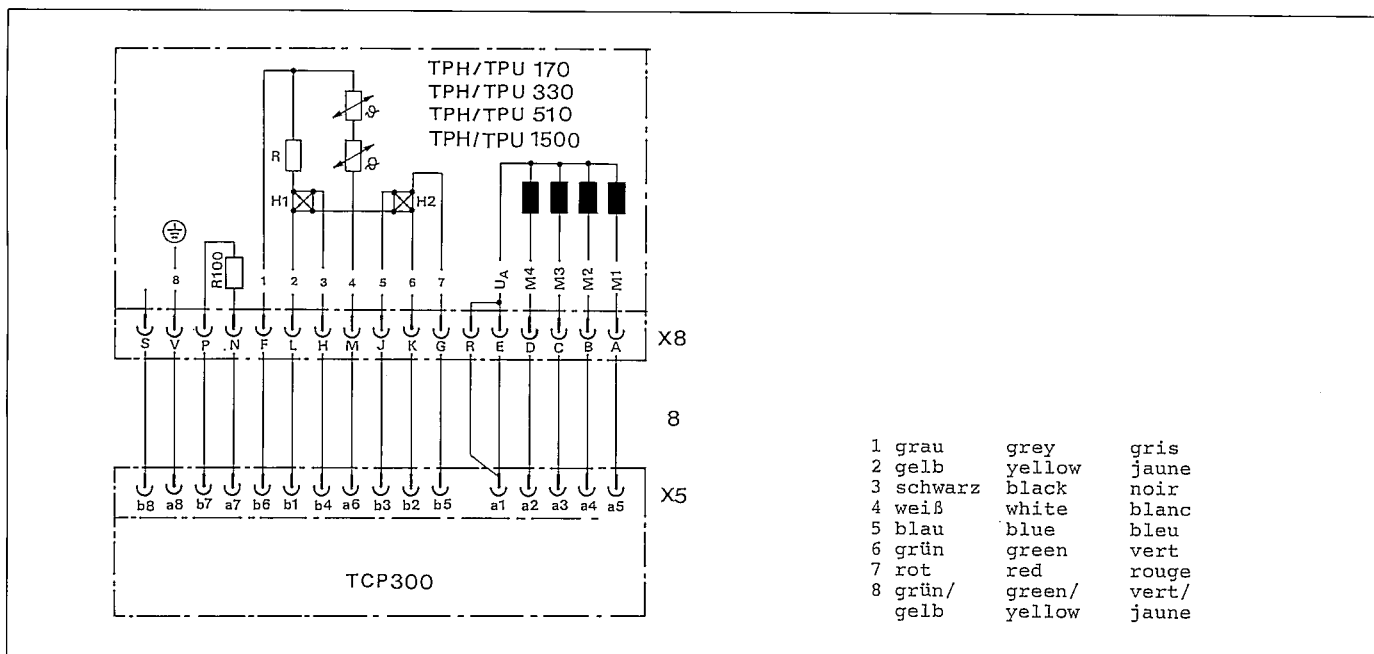 TPH/TPU 170
TPH/TPU 330
TPH/TPU 510
TPH/TPU 1500
ϑ
R
ϑ
H1
H2
8
R100
1
2
3
4
5
6
7
UA
M4
M3
M2
M1
S V P N F L H M J K G R E D C B A
X8
8
b8 a8 b7 a7 b6 b1 b4 a6 b3 b2 b5 a1 a2 a3 a4 a5
X5
TCP300
1 grau grey gris
2 gelb yellow jaune
3 schwarz black noir
4 weiß white blanc
5 blau blue bleu
6 grün green vert
7 rot red rouge
8 grün/ green/ vert/
gelb yellow jaune